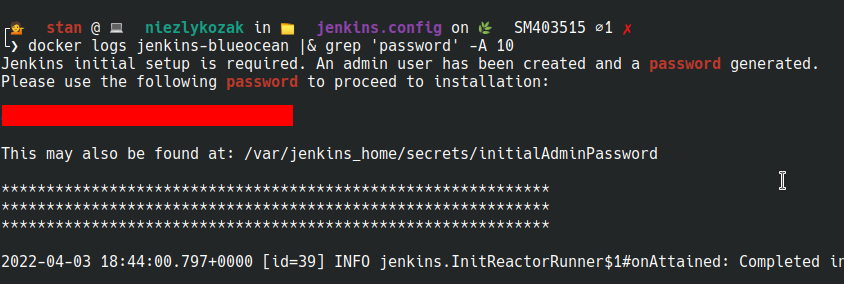 stan @ niezlykozak in jenkins.config on SM403515 ⌀1 ✗
❯ docker logs jenkins-blueocean |& grep 'password' -A 10
Jenkins initial setup is required. An admin user has been created and a password generated.
Please use the following password to proceed to installation:
This may also be found at: /var/jenkins_home/secrets/initialAdminPassword
*************************************************************
*************************************************************
*************************************************************
2022-04-03 18:44:00.797+0000 [id=39] INFO jenkins.InitReactorRunner$1#onAttained: Completed in